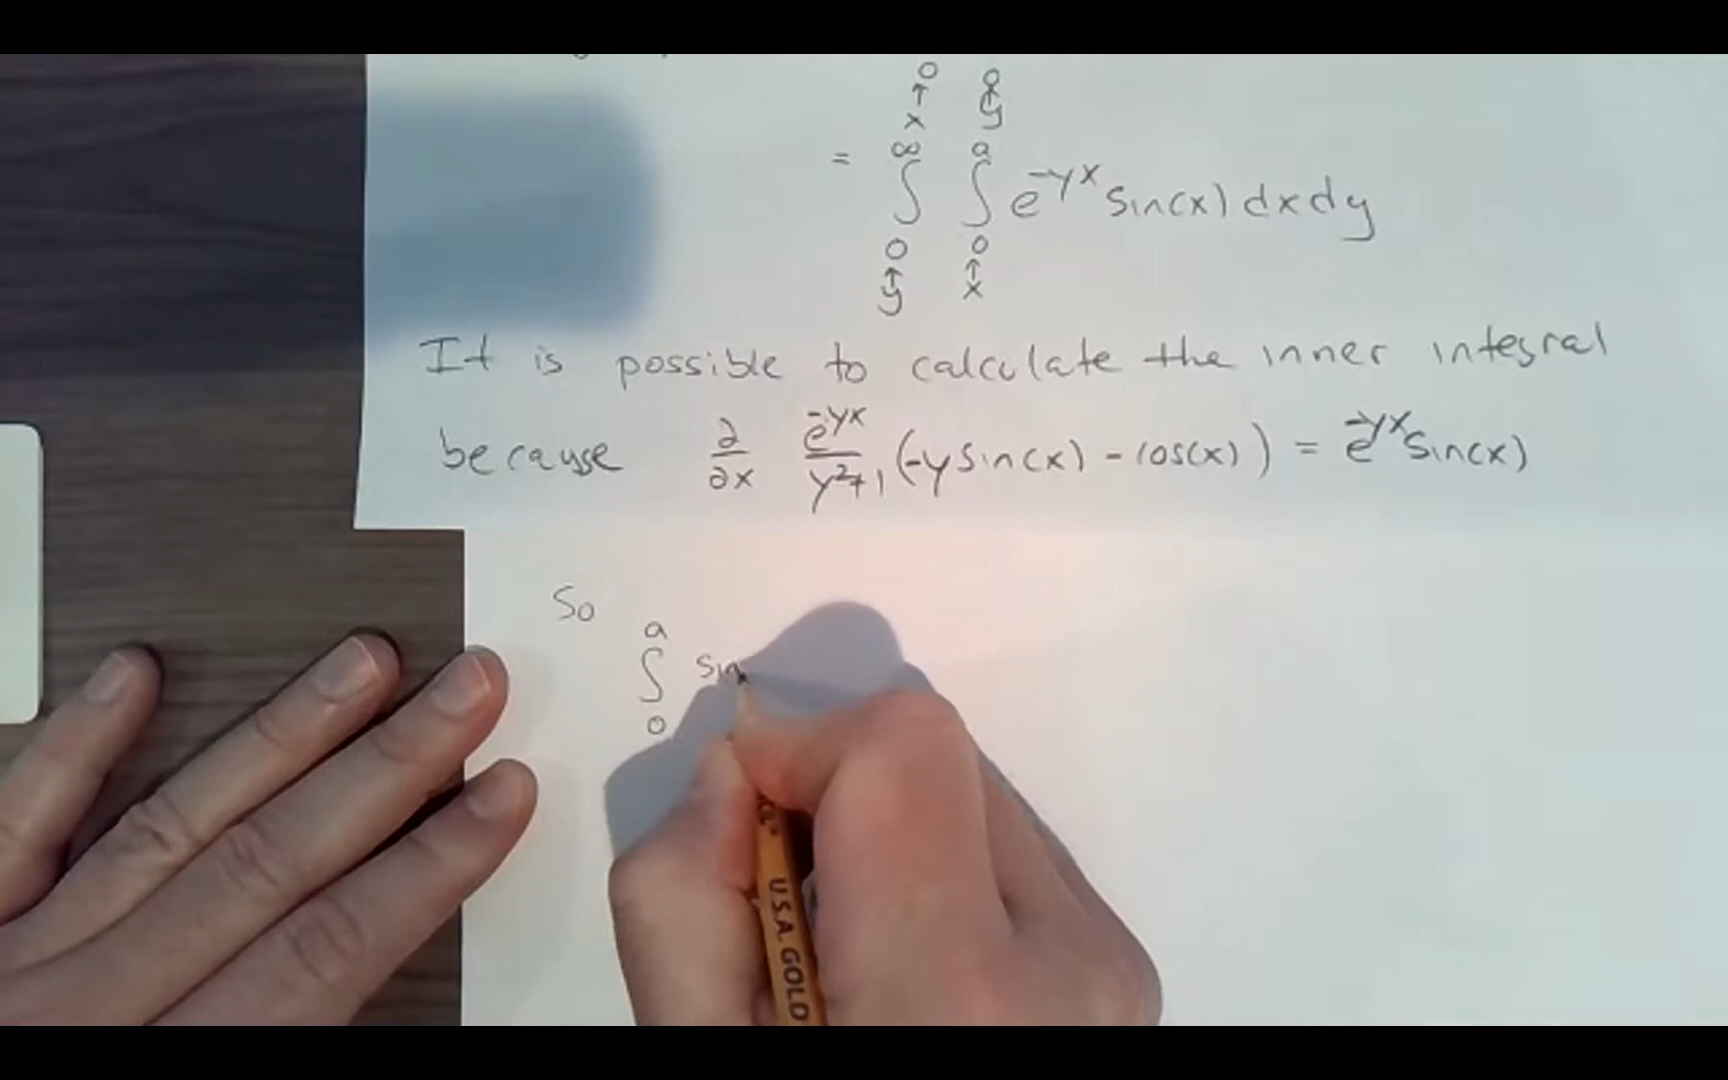 0 ∞
↑ ↑
x y
= ∫₀^∞ ∫₀^a e^{-yx} sin(x) dx dy
↑ ↑
y x
It is possible to calculate the inner integral
because ∂/∂x e^{-yx}/(y²+1) (-y sin(x) - cos(x)) = e^{-yx} sin(x)
So
∫₀^a sin
U.S.A. GOLD